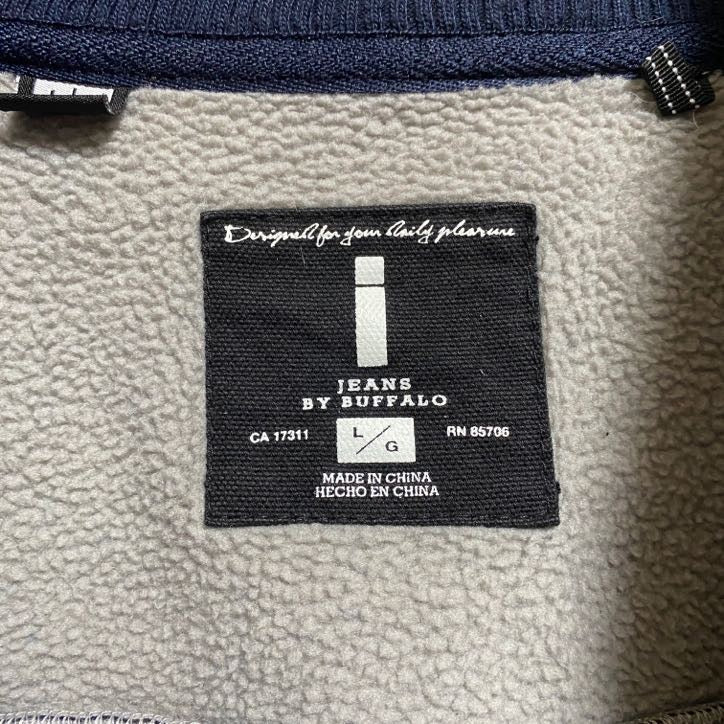 Designed for your daily pleasure
i
JEANS
BY BUFFALO
CA 17311
L/G
RN 85706
MADE IN CHINA
HECHO EN CHINA